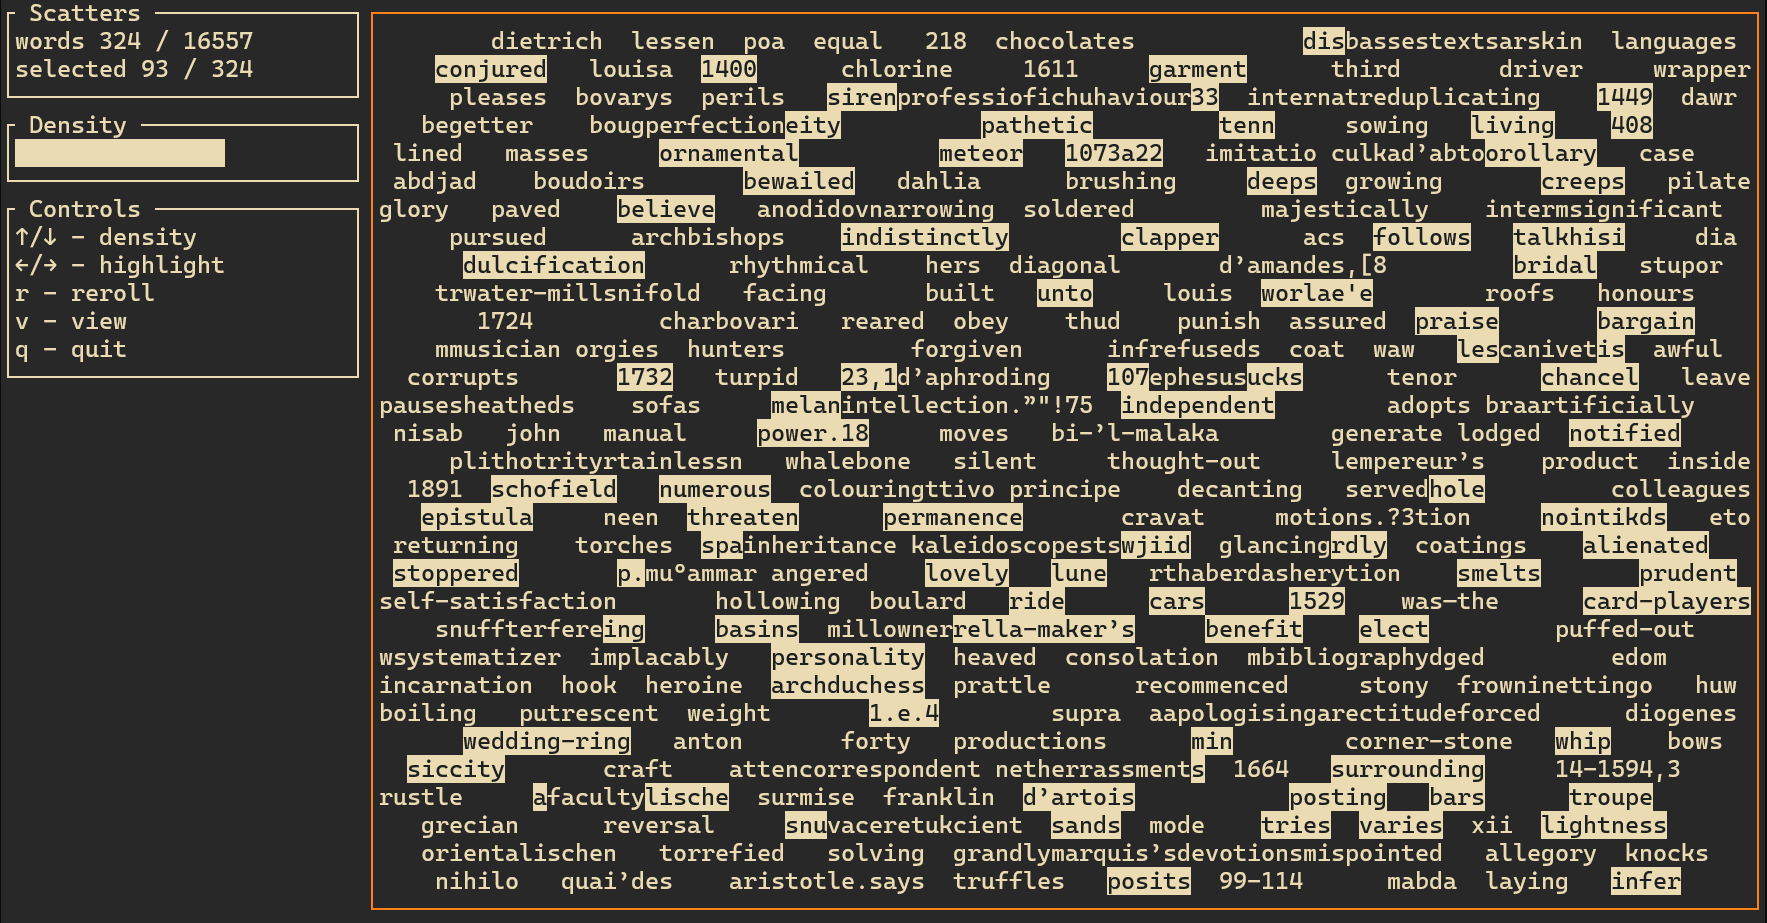 Scatters
words 324 / 16557
selected 93 / 324
Density
Controls
↑/↓ - density
←/→ - highlight
r - reroll
v - view
q - quit
dietrich lessen poa equal 218 chocolates disbassestextsarskin languages
conjured louisa 1400 chlorine 1611 garment third driver wrapper
pleases bovarys perils sirenprofessiofichuhaviour33 internatreduplicating 1449 dawr
begetter bougperfectioneity pathetic tenn sowing living 408
lined masses ornamental meteor 1073a22 imitatio culkad’abtoorollary case
abdjad boudoirs bewailed dahlia brushing deeps growing creeps pilate
glory paved believe anodidovnarrowing soldered majestically intermsignificant
pursued archbishops indistinctly clapper acs follows talkhisi dia
dulcification rhythmical hers diagonal d’amandes,[8 bridal stupor
trwater-millsnifold facing built unto louis worlae'e roofs honours
1724 charbovari reared obey thud punish assured praise bargain
mmusician orgies hunters forgiven infrefuseds coat waw lescanivetis awful
corrupts 1732 turpid 23,1d’aphroding 107ephesusucks tenor chancel leave
pausesheatheds sofas melanintellection.”"!75 independent adopts braartificially
nisab john manual power.18 moves bi-’l-malaka generate lodged notified
plithotrityrtainlessn whalebone silent thought-out lempereur’s product inside
1891 schofield numerous colouringttivo principe decanting servedhole colleagues
epistula neen threaten permanence cravat motions.?3tion nointikds eto
returning torches spainheritance kaleidoscopestswjiid glancingrdly coatings alienated
stoppered p.muºammar angered lovely lune rthaberdasherytion smelts prudent
self-satisfaction hollowing boulard ride cars 1529 was-the card-players
snuffterfereing basins millownerrella-maker’s benefit elect puffed-out
wsystematizer implacably personality heaved consolation mbibliographydged edom
incarnation hook heroine archduchess prattle recommenced stony frowninettingo huw
boiling putrescent weight 1.e.4 supra aapologisingarectitudeforced diogenes
wedding-ring anton forty productions min corner-stone whip bows
siccity craft attencorrespondent netherrassments 1664 surrounding 14-1594,3
rustle afacultylische surmise franklin d’artois posting bars troupe
grecian reversal snuvaceretukcient sands mode tries varies xii lightness
orientalischen torrefied solving grandlymarquis’sdevotionsmispointed allegory knocks
nihilo quai’des aristotle.says truffles posits 99-114 mabda laying infer